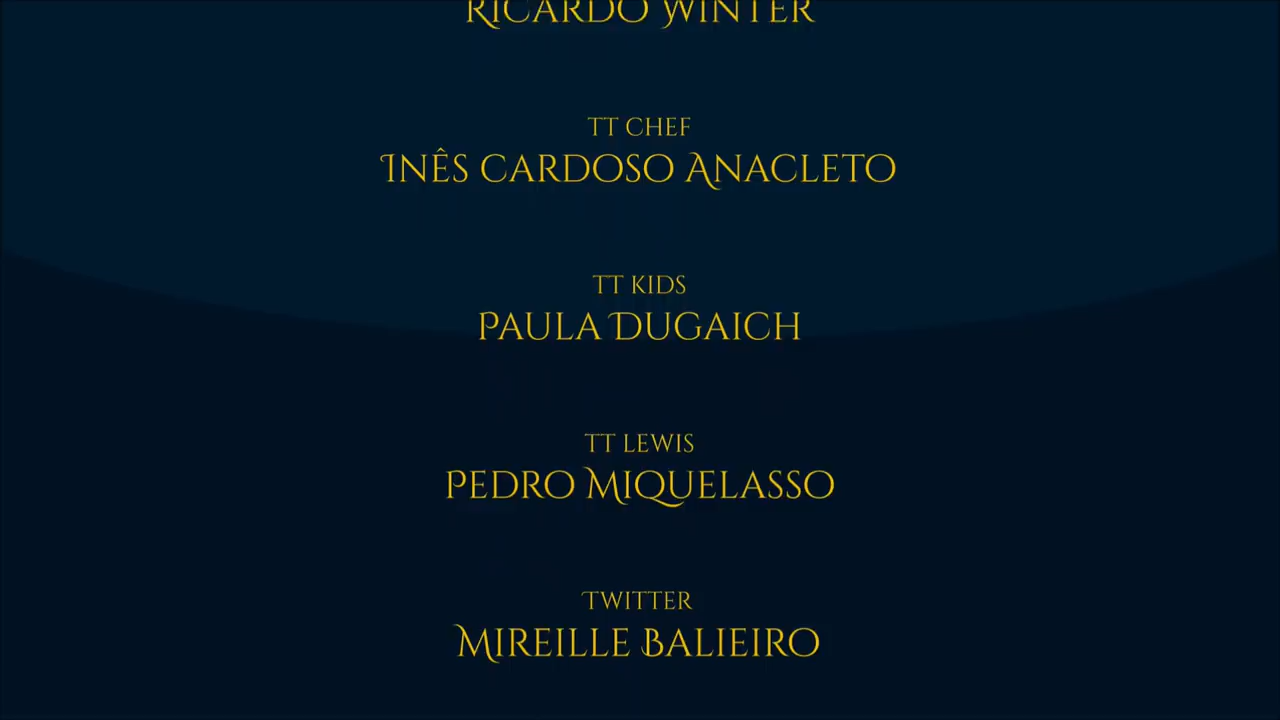 RICARDO WINTER
TT CHEF
INÊS CARDOSO ANACLETO
TT KIDS
PAULA DUGAICH
TT LEWIS
PEDRO MIQUELASSO
TWITTER
MIREILLE BALIEIRO